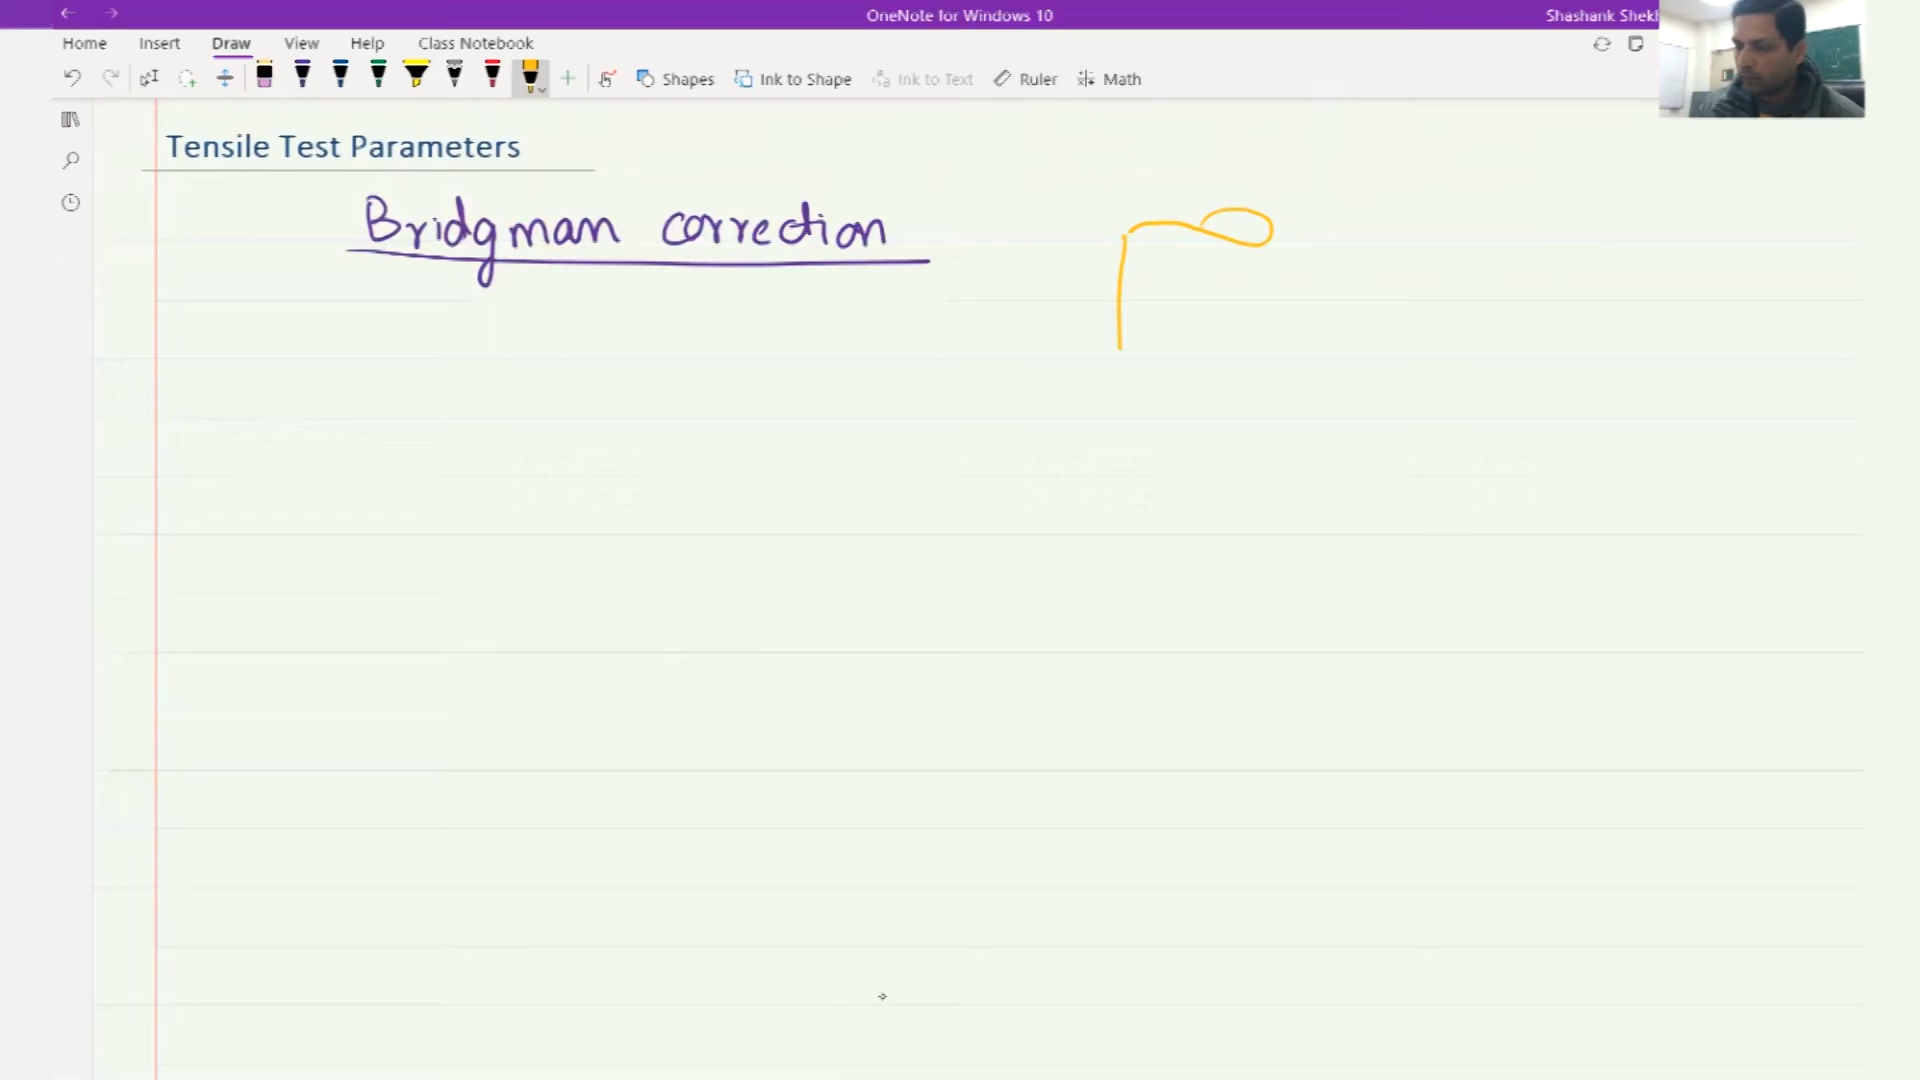 OneNote for Windows 10
Shashank Shekh
Home Insert Draw View Help Class Notebook
Shapes Ink to Shape Ink to Text Ruler Math
Tensile Test Parameters
Bridgman correction